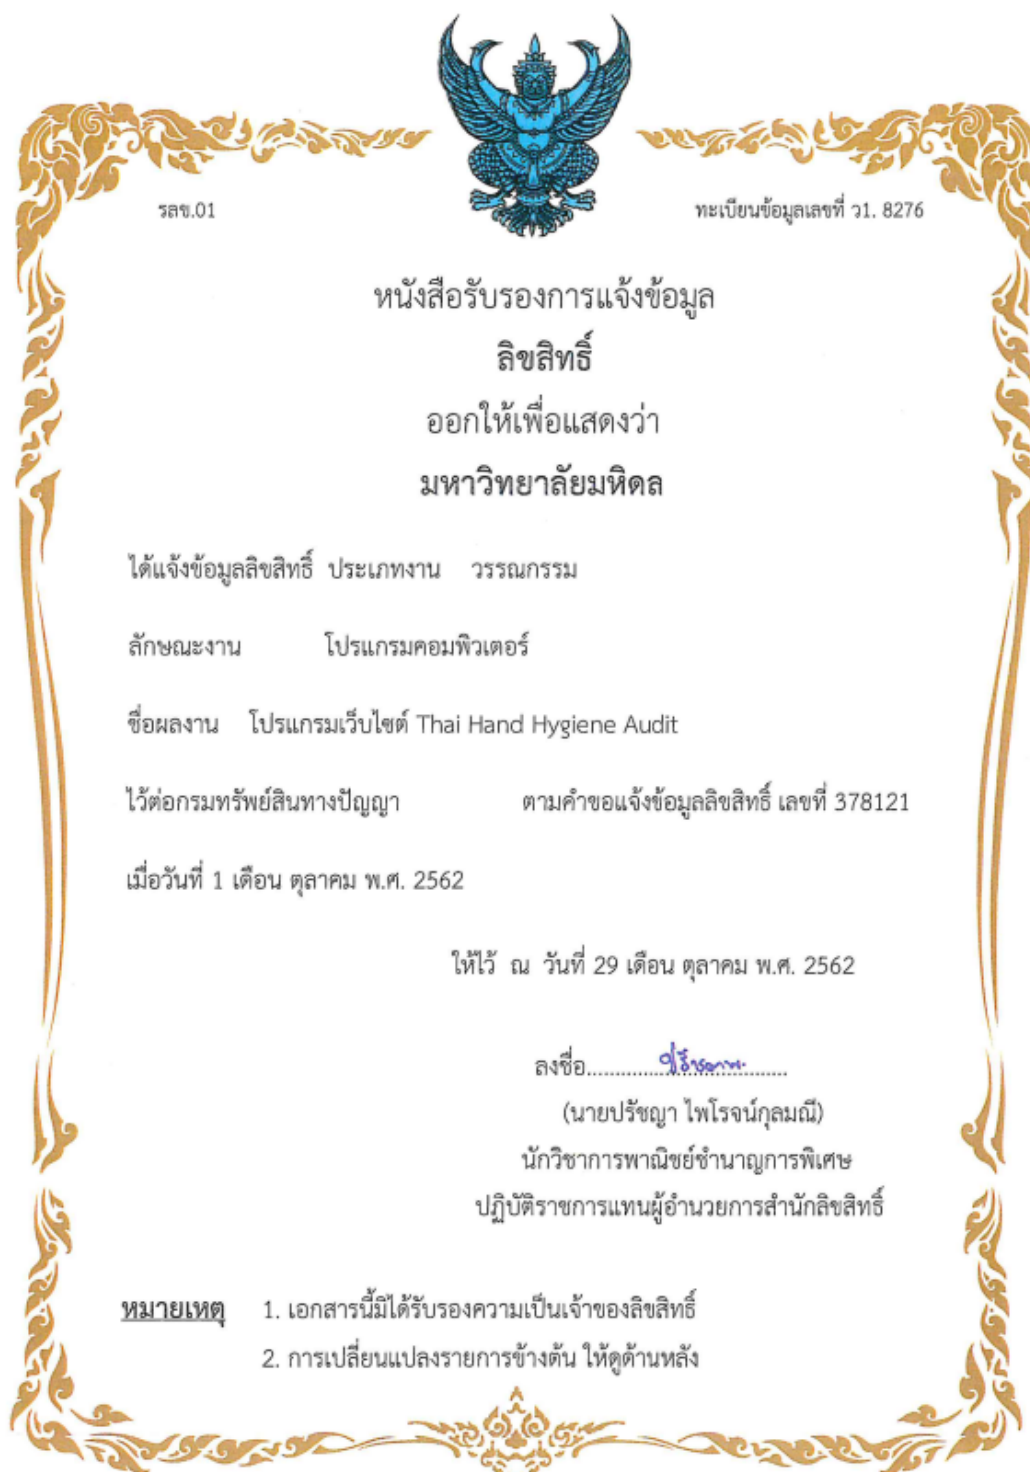 รลข.01
ทะเบียนข้อมูลเลขที่ ว1. 8276
หนังสือรับรองการแจ้งข้อมูล
ลิขสิทธิ์
ออกให้เพื่อแสดงว่า
มหาวิทยาลัยมหิดล
ได้แจ้งข้อมูลลิขสิทธิ์ ประเภทงาน วรรณกรรม
ลักษณะงาน โปรแกรมคอมพิวเตอร์
ชื่อผลงาน โปรแกรมเว็บไซต์ Thai Hand Hygiene Audit
ไว้ต่อกรมทรัพย์สินทางปัญญา ตามคำขอแจ้งข้อมูลลิขสิทธิ์ เลขที่ 378121
เมื่อวันที่ 1 เดือน ตุลาคม พ.ศ. 2562
ให้ไว้ ณ วันที่ 29 เดือน ตุลาคม พ.ศ. 2562
ลงชื่อ
(นายปรัชญา ไพโรจน์กุลมณี)
นักวิชาการพาณิชย์ชำนาญการพิเศษ
ปฏิบัติราชการแทนผู้อำนวยการสำนักลิขสิทธิ์
หมายเหตุ 1. เอกสารนี้มิได้รับรองความเป็นเจ้าของลิขสิทธิ์
2. การเปลี่ยนแปลงรายการข้างต้น ให้ดูด้านหลัง